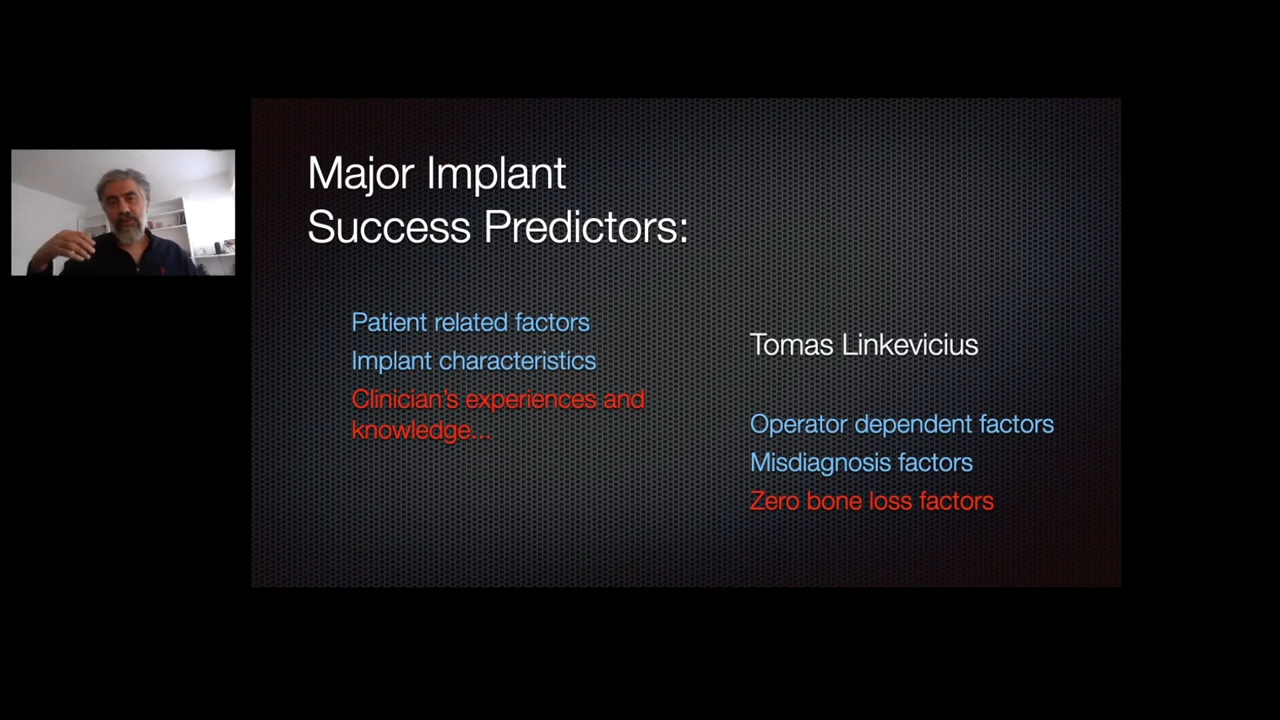 Major Implant
Success Predictors:
Patient related factors
Implant characteristics
Clinician's experiences and
knowledge...
Tomas Linkevicius
Operator dependent factors
Misdiagnosis factors
Zero bone loss factors